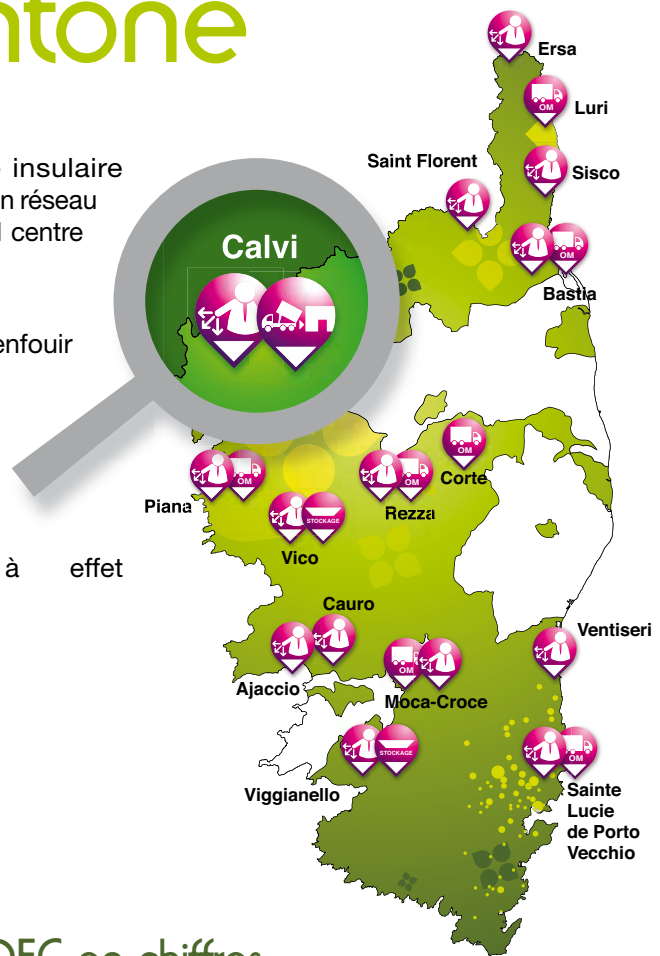 ntone
insulaire
n réseau
centre
enfouir
à effet
Ersa
OM
Luri
Saint Florent
Sisco
OM
Bastia
Calvi
OM
Corte
OM
OM
Piana
Rezza
STOCKAGE
Vico
Cauro
Ventiseri
OM
Ajaccio
Moca-Croce
STOCKAGE
OM
Viggianello
Sainte
Lucie
de Porto
Vecchio
en chiffres